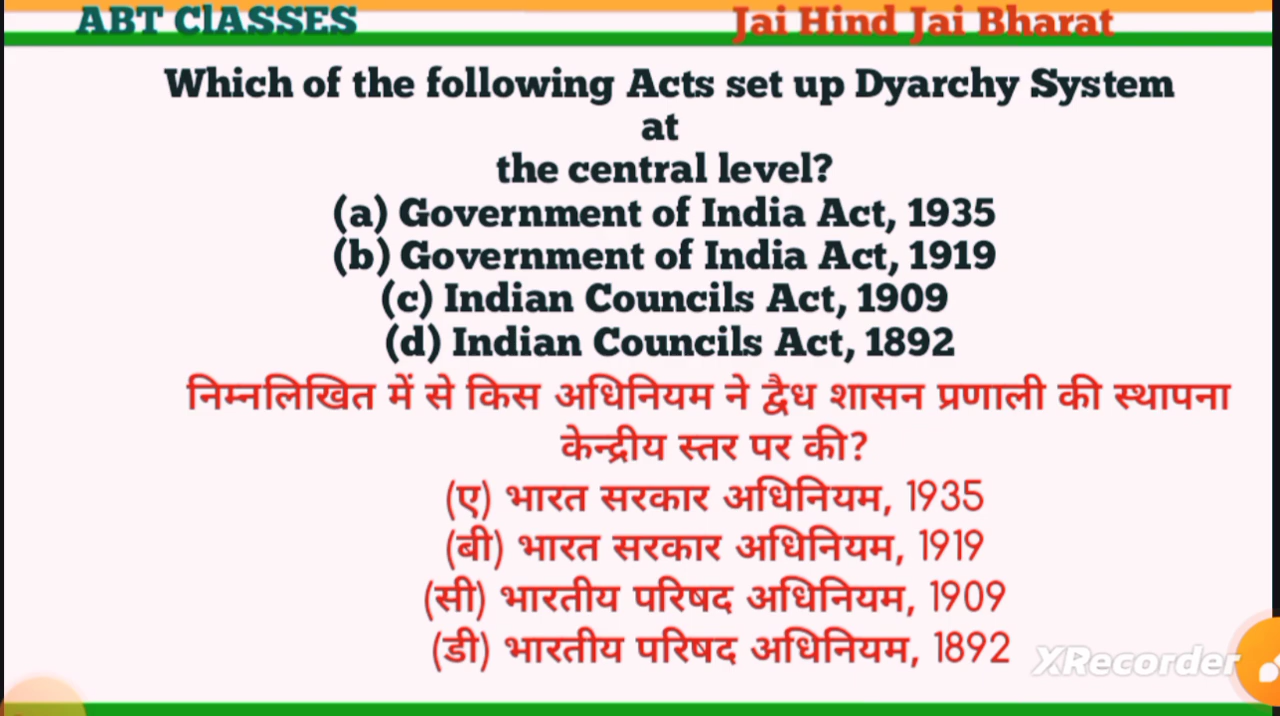 ABT ClASSES
Jai Hind Jai Bharat
Which of the following Acts set up Dyarchy System
at
the central level?
(a) Government of India Act, 1935
(b) Government of India Act, 1919
(c) Indian Councils Act, 1909
(d) Indian Councils Act, 1892
निम्नलिखित में से किस अधिनियम ने द्वैध शासन प्रणाली की स्थापना
केन्द्रीय स्तर पर की?
(ए) भारत सरकार अधिनियम, 1935
(बी) भारत सरकार अधिनियम, 1919
(सी) भारतीय परिषद अधिनियम, 1909
(डी) भारतीय परिषद अधिनियम, 1892
XRecorder